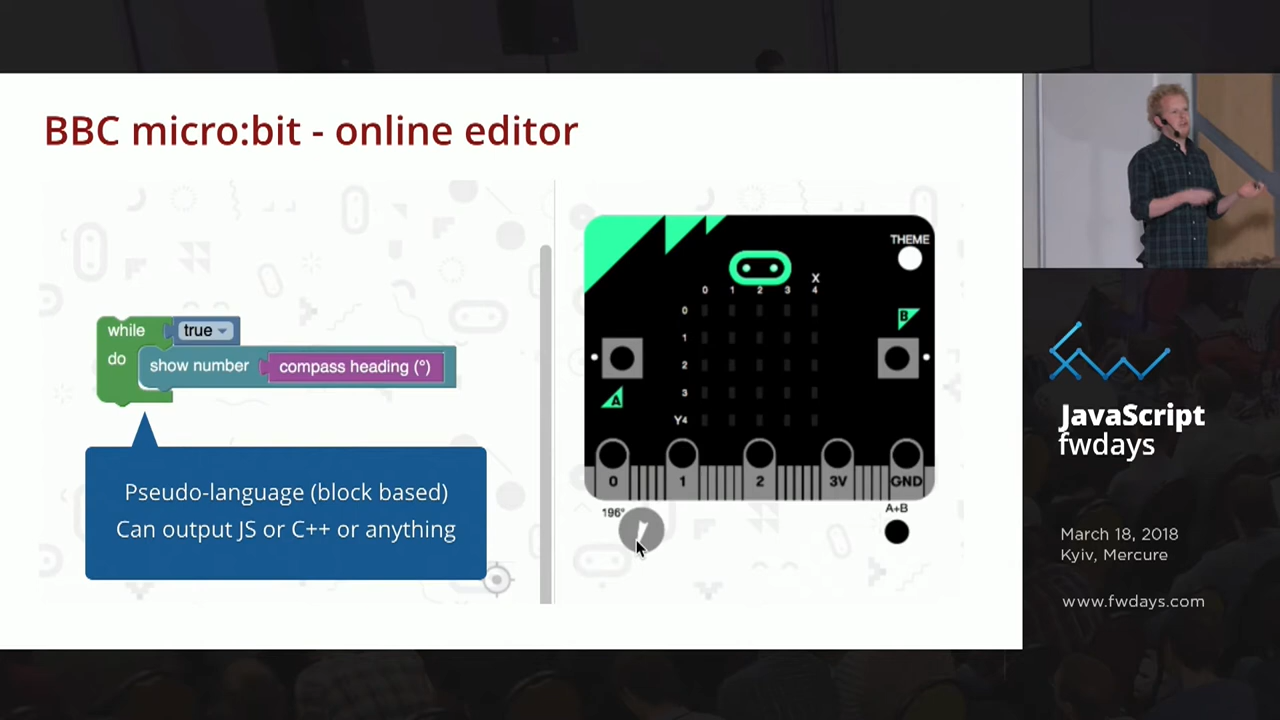 BBC micro:bit - online editor
while true
do show number compass heading (°)
Pseudo-language (block based)
Can output JS or C++ or anything
THEME
X
0 1 2 3 4
0
1
2
3
Y4
B
A
0 1 2 3V GND
196°
A+B
JavaScript
fwdays
March 18, 2018
Kyiv, Mercure
www.fwdays.com